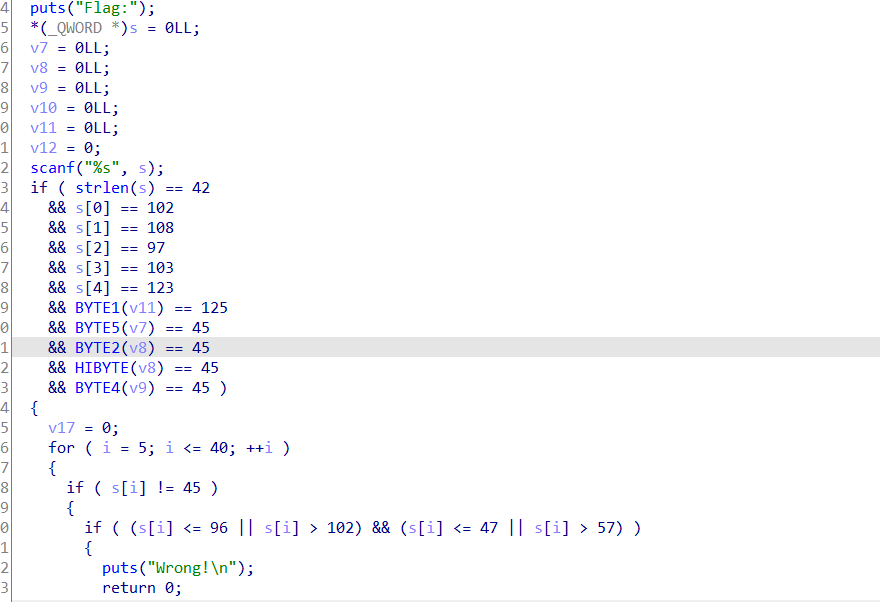 4 puts("Flag:");
5 *(_QWORD *)s = 0LL;
6 v7 = 0LL;
7 v8 = 0LL;
8 v9 = 0LL;
9 v10 = 0LL;
0 v11 = 0LL;
1 v12 = 0;
2 scanf("%s", s);
3 if ( strlen(s) == 42
4 && s[0] == 102
5 && s[1] == 108
6 && s[2] == 97
7 && s[3] == 103
8 && s[4] == 123
9 && BYTE1(v11) == 125
0 && BYTE5(v7) == 45
1 && BYTE2(v8) == 45
2 && HIBYTE(v8) == 45
3 && BYTE4(v9) == 45 )
4 {
5 v17 = 0;
6 for ( i = 5; i <= 40; ++i )
7 {
8 if ( s[i] != 45 )
9 {
0 if ( (s[i] <= 96 || s[i] > 102) && (s[i] <= 47 || s[i] > 57) )
1 {
2 puts("Wrong!\n");
3 return 0;